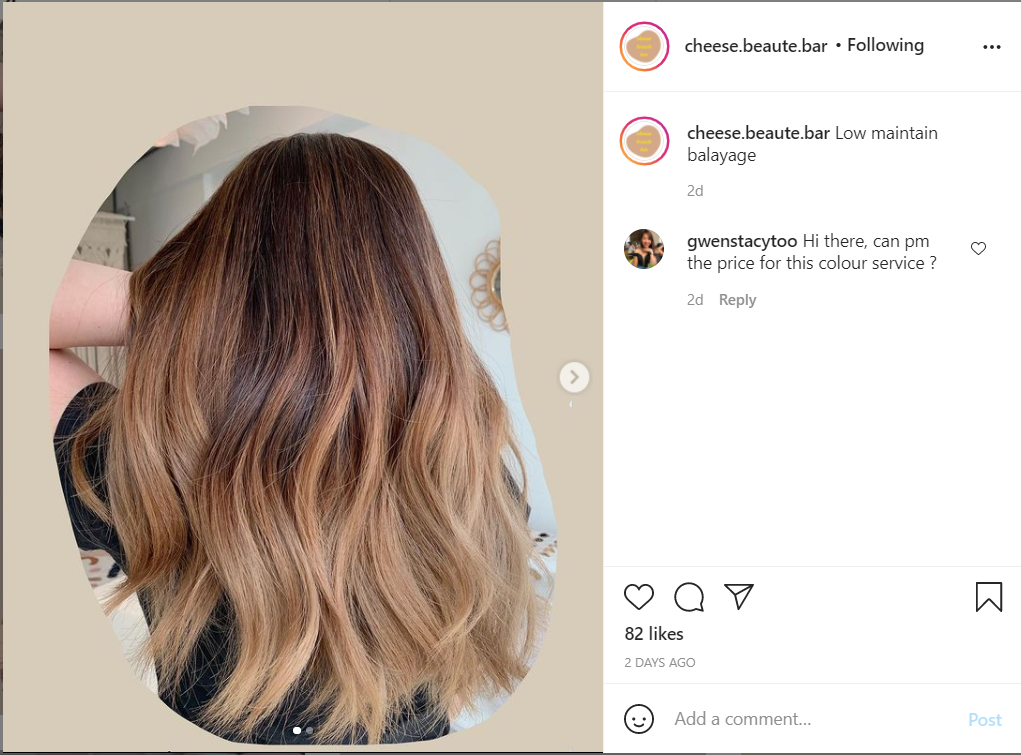 cheese.beaute.bar • Following
cheese.beaute.bar Low maintain
balayage
2d
gwenstacytoo Hi there, can pm
the price for this colour service ?
2d Reply
82 likes
2 DAYS AGO
Add a comment... Post